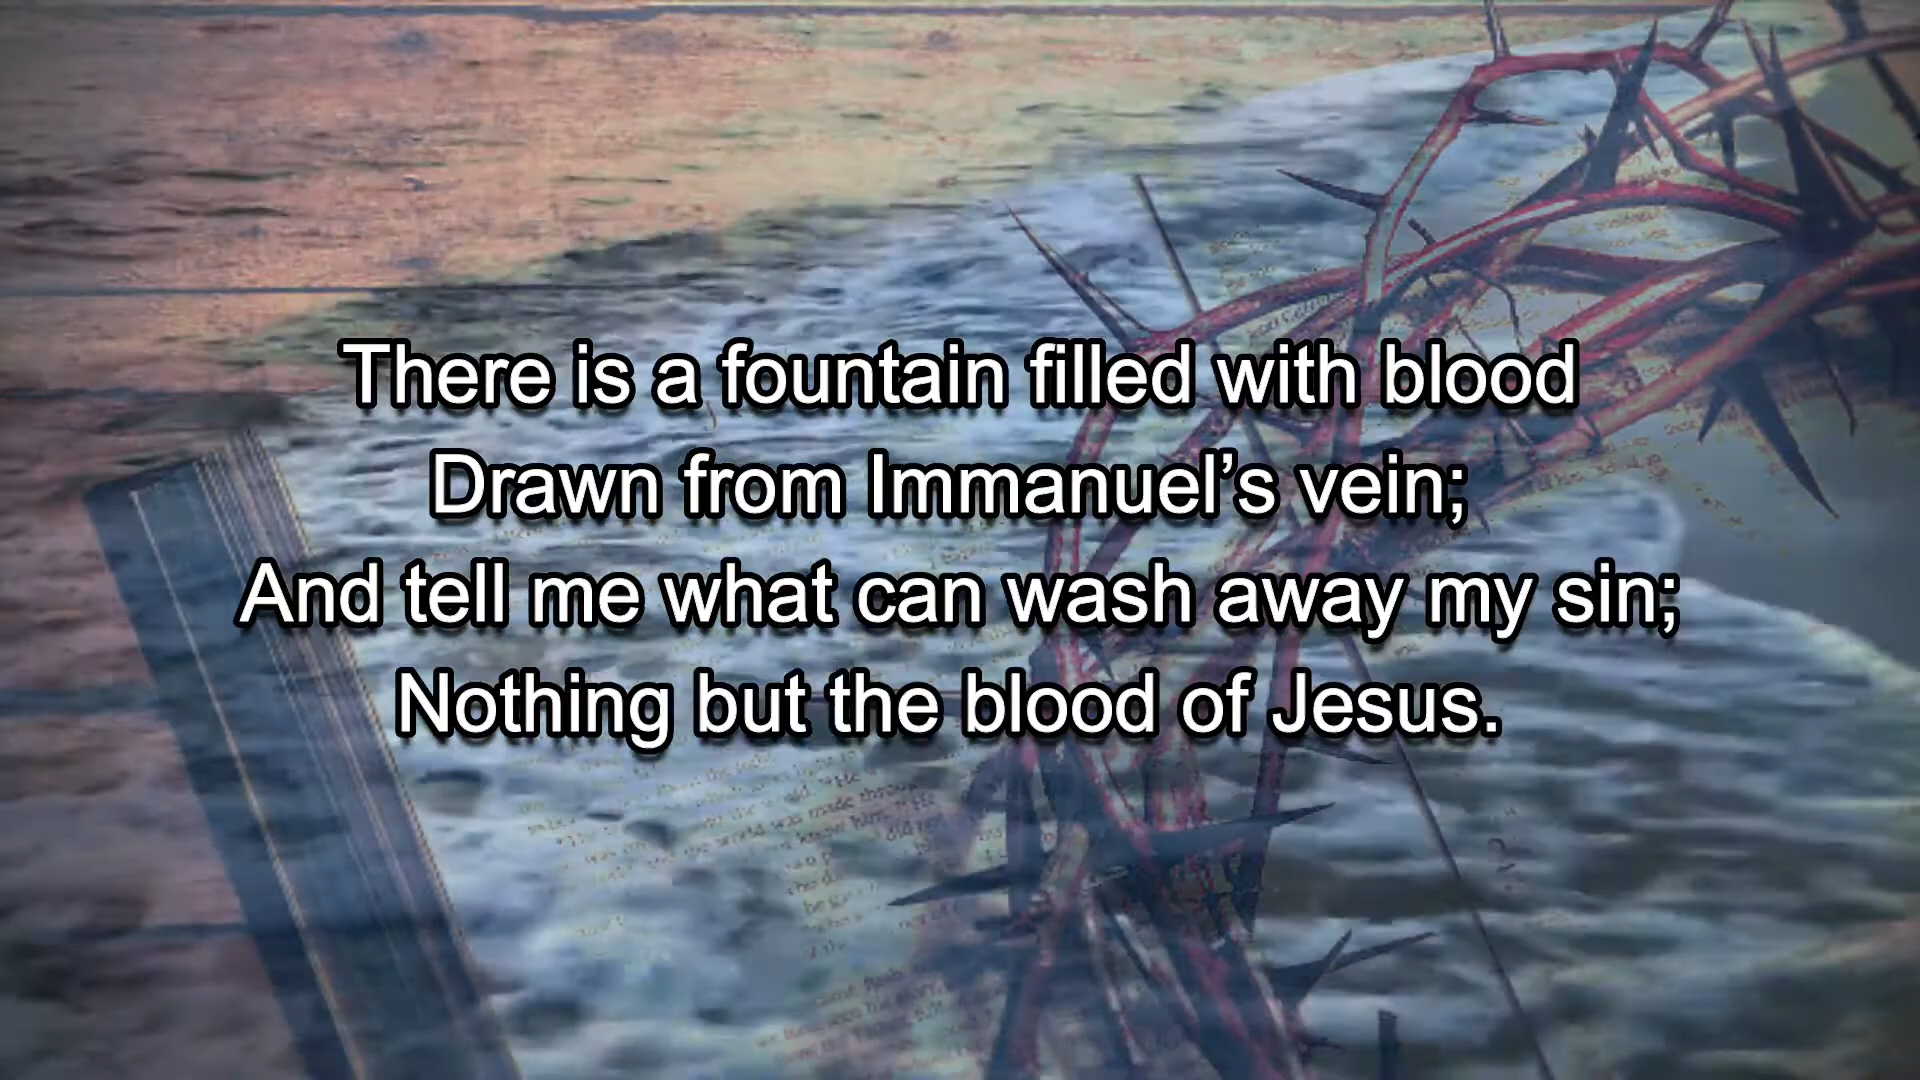 There is a fountain filled with blood
Drawn from Immanuel’s vein;
And tell me what can wash away my sin;
Nothing but the blood of Jesus.